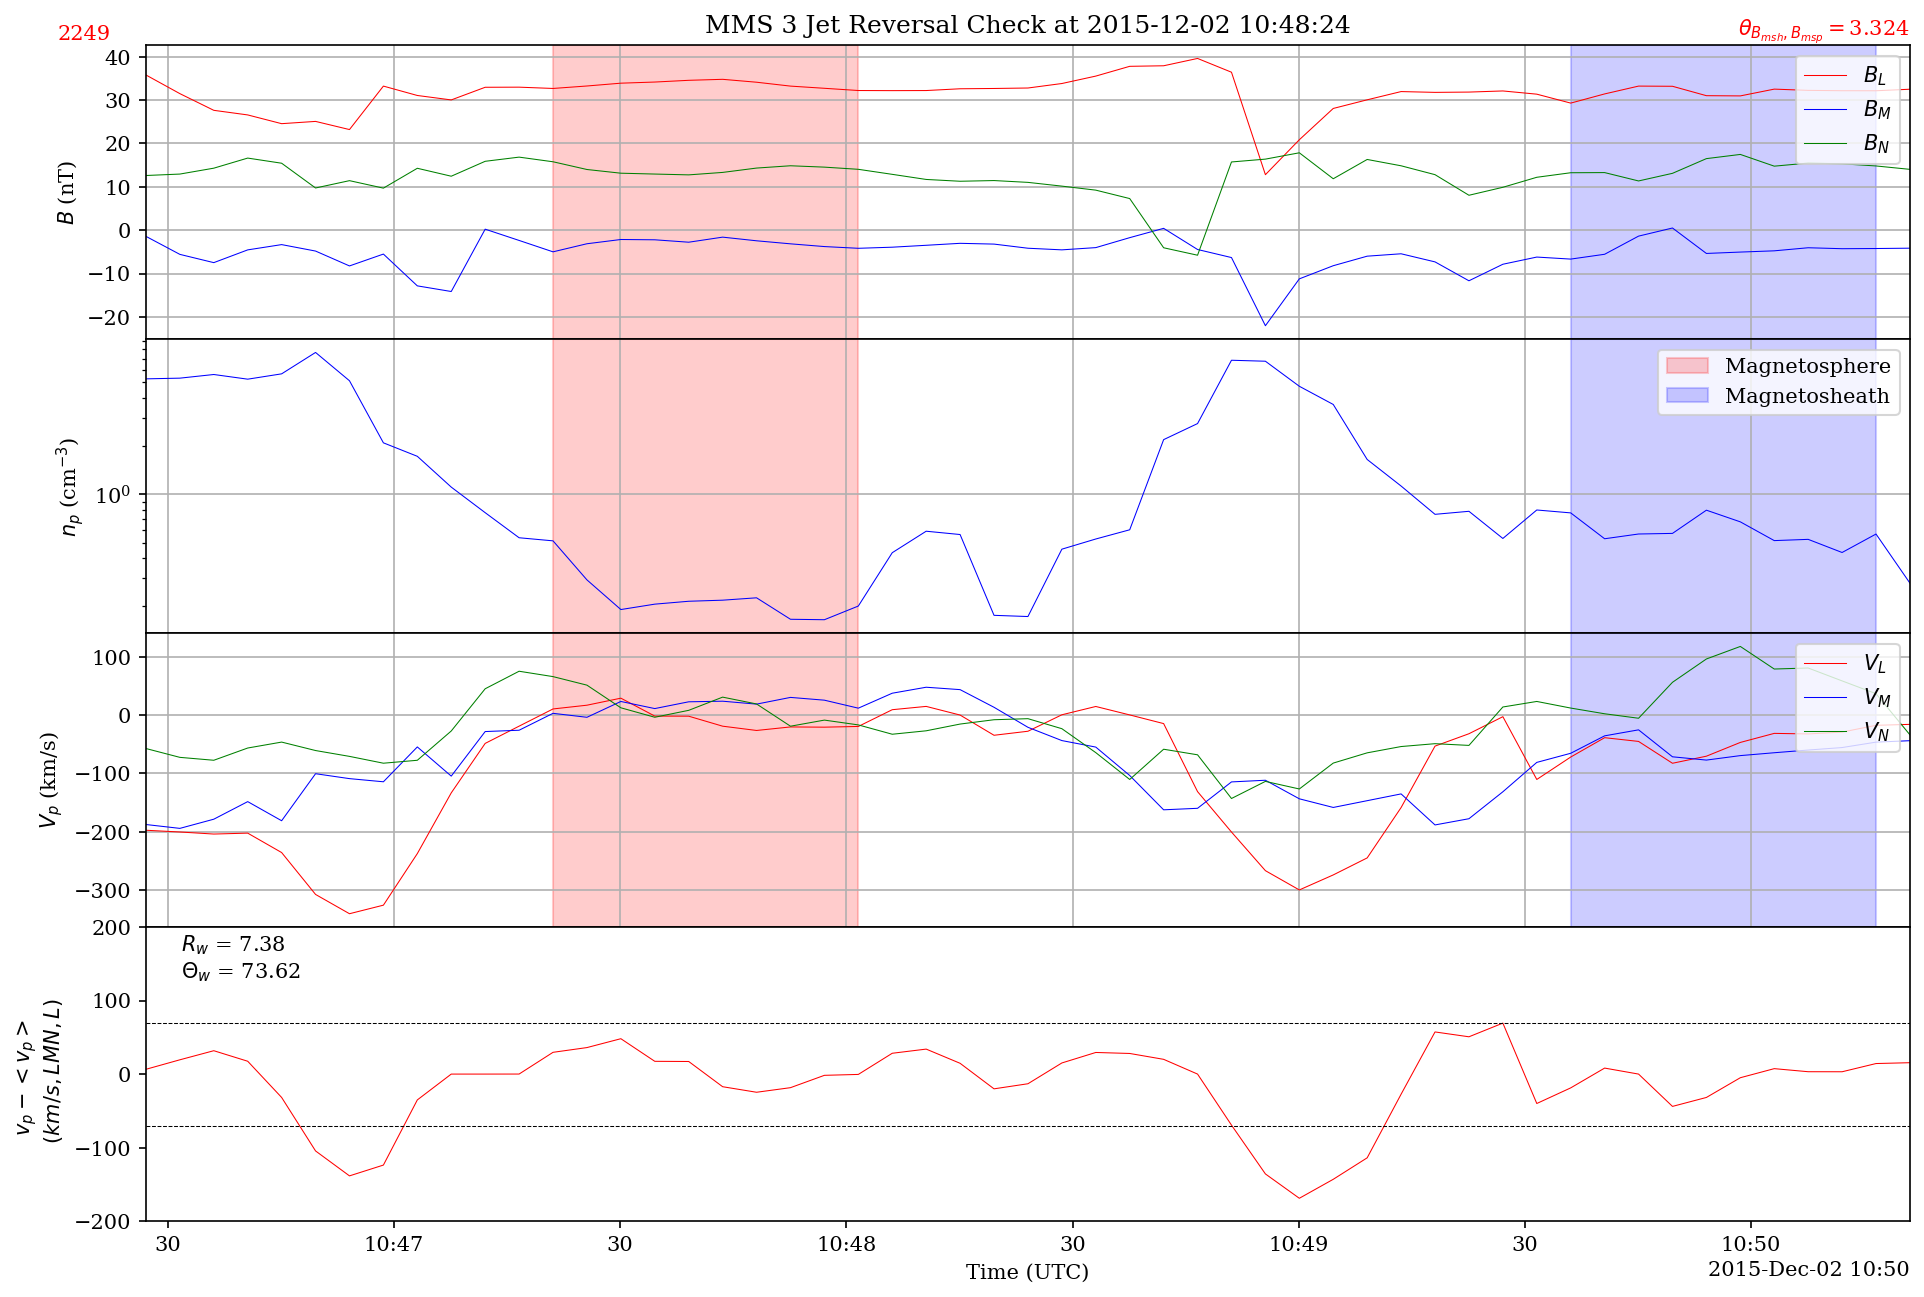 2249
MMS 3 Jet Reversal Check at 2015-12-02 10:48:24
θ_{B_{msh}, B_{msp}} = 3.324
40
30
20
10
0
−10
−20
B (nT)
B_L
B_M
B_N
10^0
n_p (cm^{−3})
Magnetosphere
Magnetosheath
100
0
−100
−200
−300
V_p (km/s)
V_L
V_M
V_N
200
100
0
−100
−200
v_p − < v_p >
(km/s, LMN, L)
R_w = 7.38
Θ_w = 73.62
30
10:47
30
10:48
30
10:49
30
10:50
Time (UTC)
2015-Dec-02 10:50